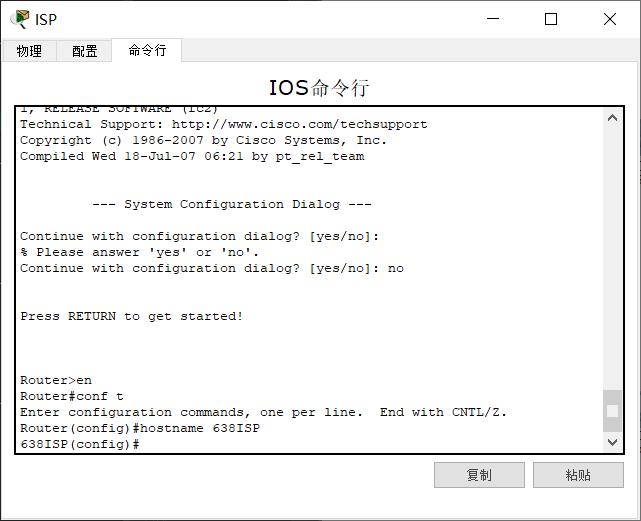 ISP
物理 配置 命令行
IOS命令行
1, RELEASE SOFTWARE (fc2)
Technical Support: http://www.cisco.com/techsupport
Copyright (c) 1986-2007 by Cisco Systems, Inc.
Compiled Wed 18-Jul-07 06:21 by pt_rel_team
--- System Configuration Dialog ---
Continue with configuration dialog? [yes/no]:
% Please answer 'yes' or 'no'.
Continue with configuration dialog? [yes/no]: no
Press RETURN to get started!
Router>en
Router#conf t
Enter configuration commands, one per line.  End with CNTL/Z.
Router(config)#hostname 638ISP
638ISP(config)#
复制 粘贴